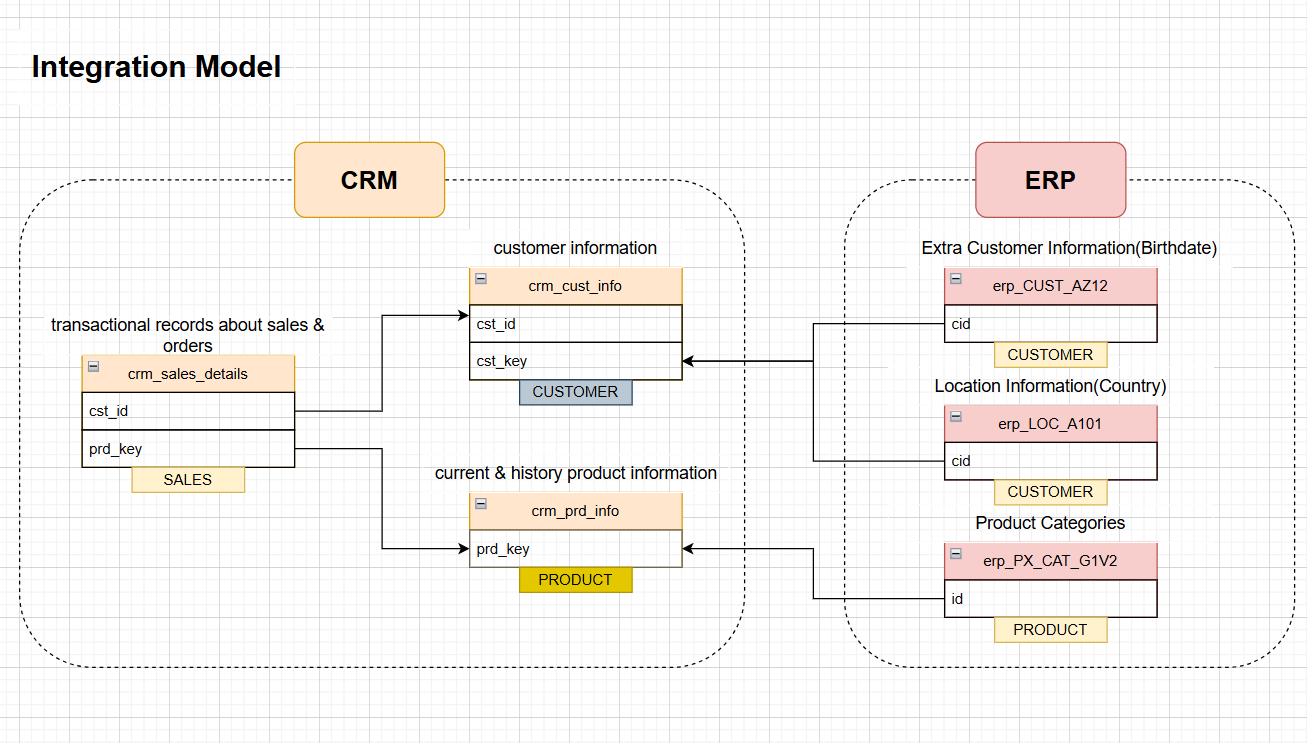 Integration Model
CRM
customer information
crm_cust_info
cst_id
cst_key
CUSTOMER
transactional records about sales &
orders
crm_sales_details
cst_id
prd_key
SALES
current & history product information
crm_prd_info
prd_key
PRODUCT
ERP
Extra Customer Information(Birthdate)
erp_CUST_AZ12
cid
CUSTOMER
Location Information(Country)
erp_LOC_A101
cid
CUSTOMER
Product Categories
erp_PX_CAT_G1V2
id
PRODUCT